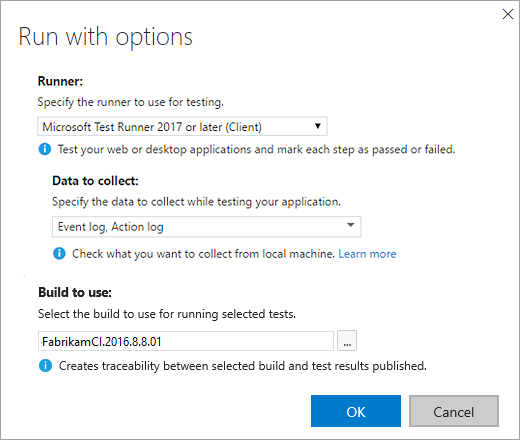 Run with options
Runner:
Specify the runner to use for testing.
Microsoft Test Runner 2017 or later (Client)
Test your web or desktop applications and mark each step as passed or failed.
Data to collect:
Specify the data to collect while testing your application.
Event log, Action log
Check what you want to collect from local machine. Learn more
Build to use:
Select the build to use for running selected tests.
FabrikamCI.2016.8.8.01 ...
Creates traceability between selected build and test results published.
OK Cancel